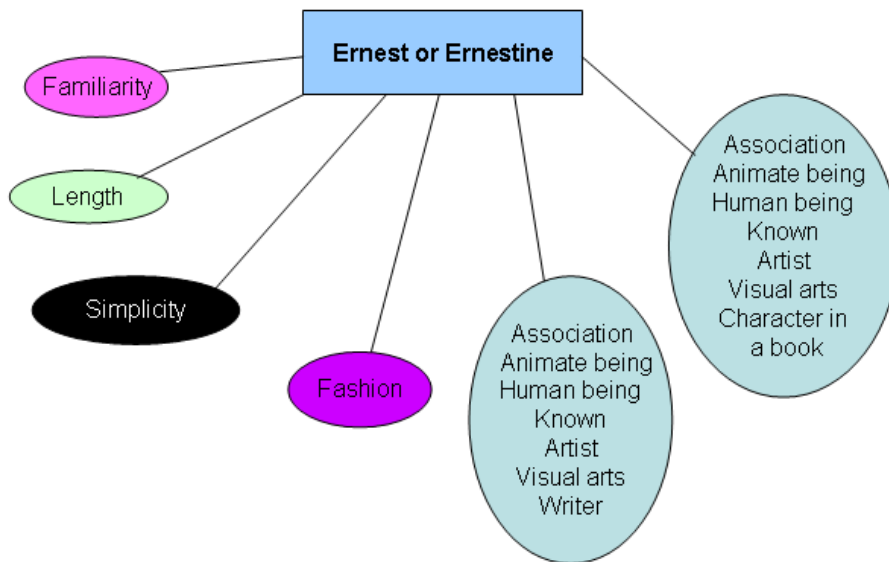 Ernest or Ernestine
Familiarity
Length
Simplicity
Fashion
Association
Animate being
Human being
Known
Artist
Visual arts
Writer
Association
Animate being
Human being
Known
Artist
Visual arts
Character in
a book